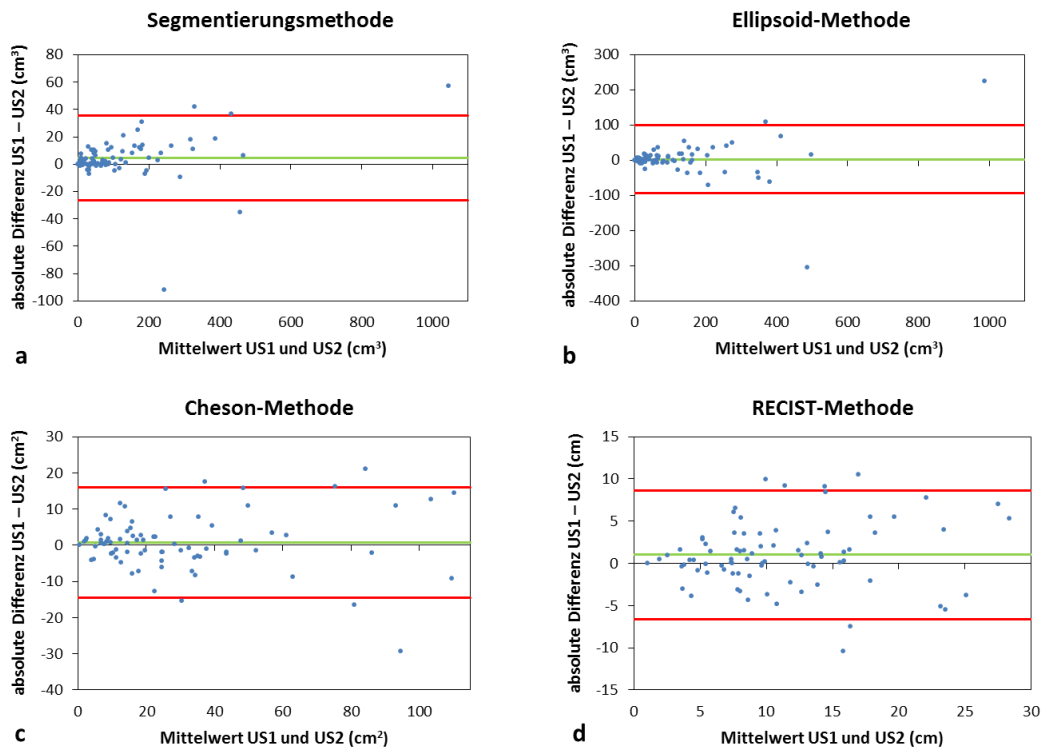 Segmentierungsmethode
absolute Differenz US1 – US2 (cm³)
80
60
40
20
0
-20
-40
-60
-80
-100
0 200 400 600 800 1000
Mittelwert US1 und US2 (cm³)
a
Ellipsoid-Methode
absolute Differenz US1 – US2 (cm³)
300
200
100
0
-100
-200
-300
-400
0 200 400 600 800 1000
Mittelwert US1 und US2 (cm³)
b
Cheson-Methode
absolute Differenz US1 – US2 (cm²)
30
20
10
0
-10
-20
-30
-40
0 20 40 60 80 100
Mittelwert US1 und US2 (cm²)
c
RECIST-Methode
absolute Differenz US1 – US2 (cm)
15
10
5
0
-5
-10
-15
0 5 10 15 20 25 30
Mittelwert US1 und US2 (cm)
d